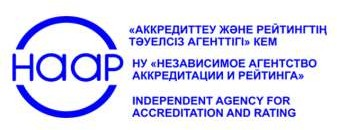 НААР
«АККРЕДИТТЕУ ЖӘНЕ РЕЙТИНГТІҢ
ТӘУЕЛСІЗ АГЕНТТІГІ» КЕМ
НУ «НЕЗАВИСИМОЕ АГЕНТСТВО
АККРЕДИТАЦИИ И РЕЙТИНГА»
INDEPENDENT AGENCY FOR
ACCREDITATION AND RATING